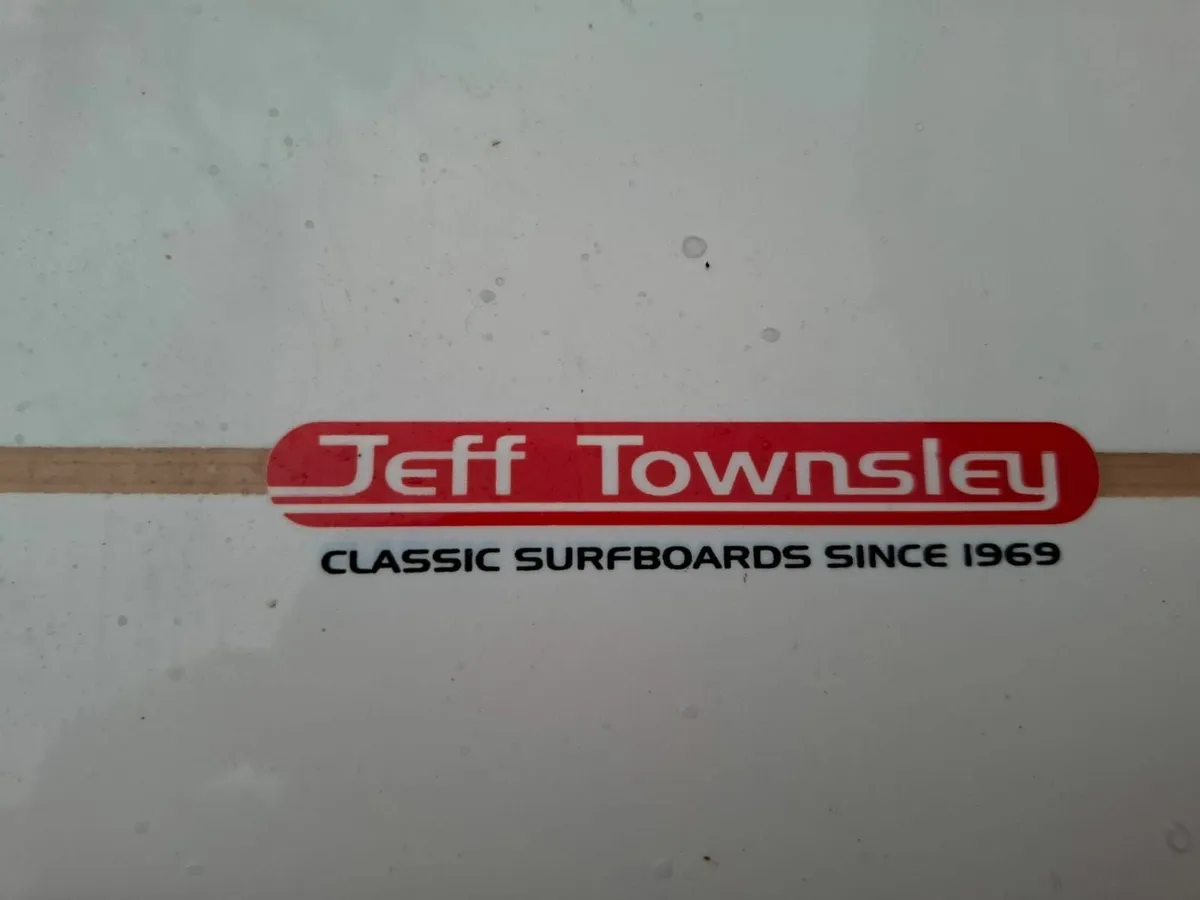 Jeff Townsley
CLASSIC SURFBOARDS SINCE 1969